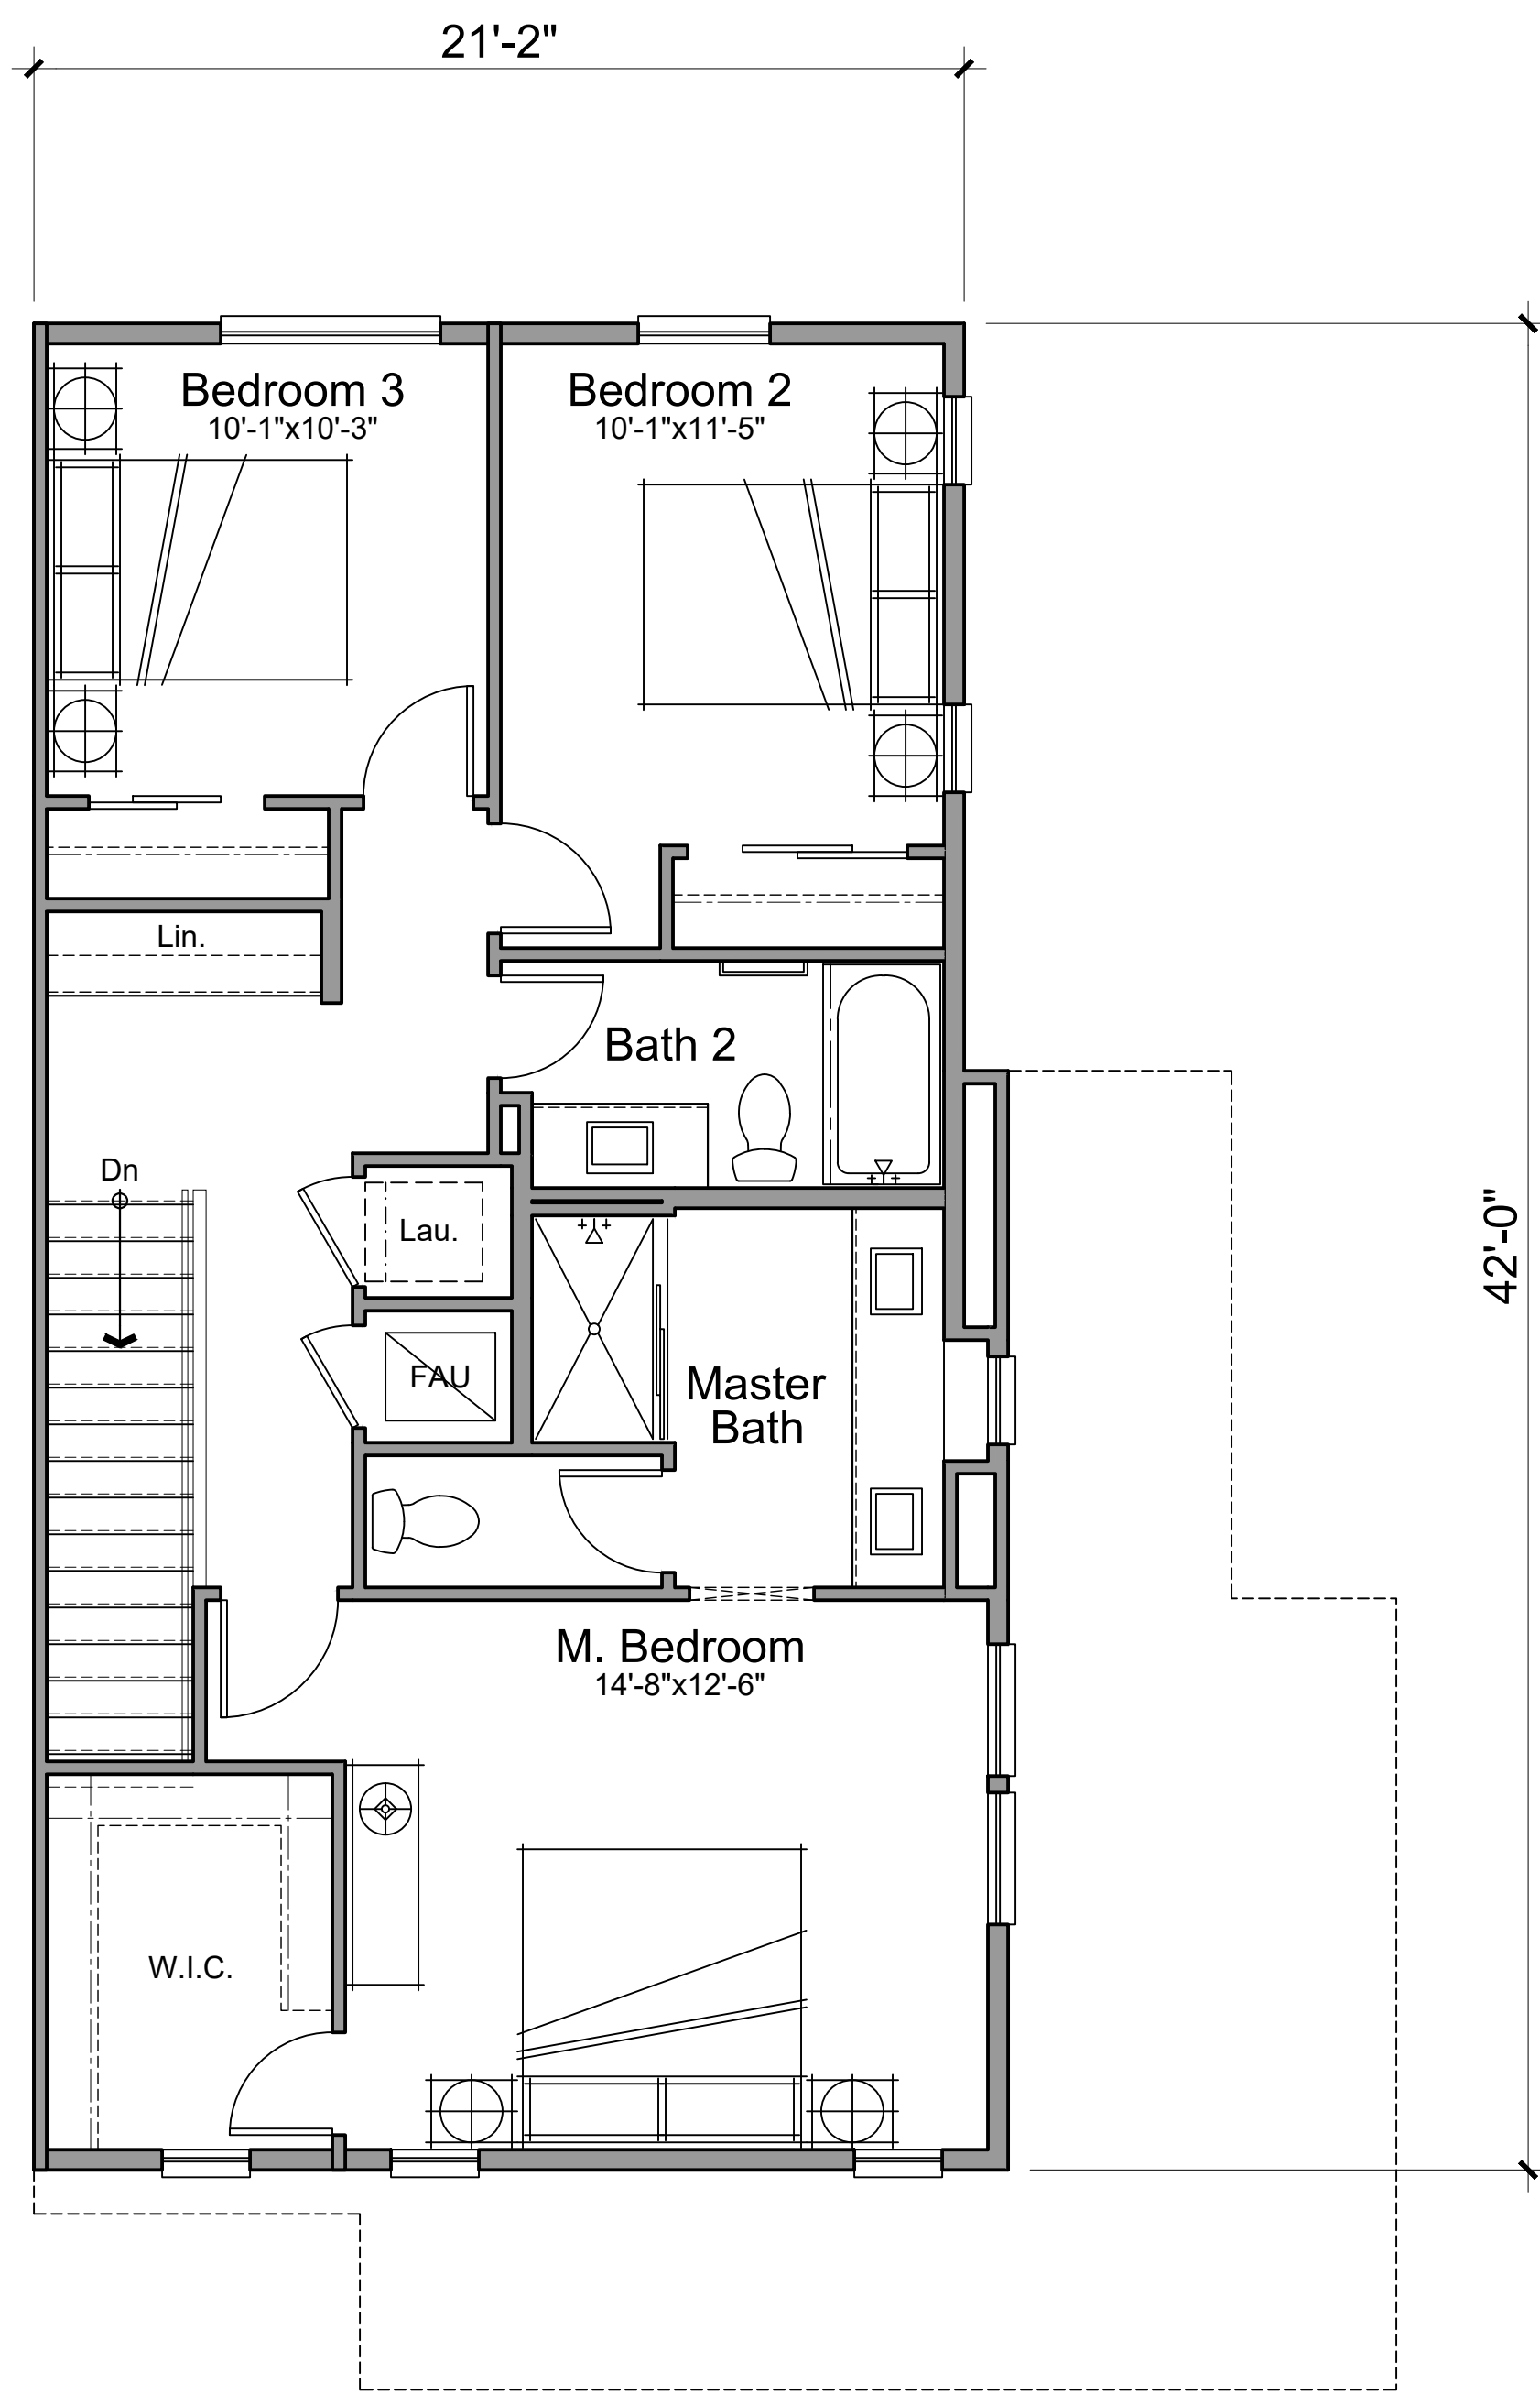 21'-2"
Bedroom 3
10'-1"x10'-3"
Bedroom 2
10'-1"x11'-5"
Lin.
Bath 2
Dn
Lau.
42'-0"
FAU
Master
Bath
M. Bedroom
14'-8"x12'-6"
W.I.C.